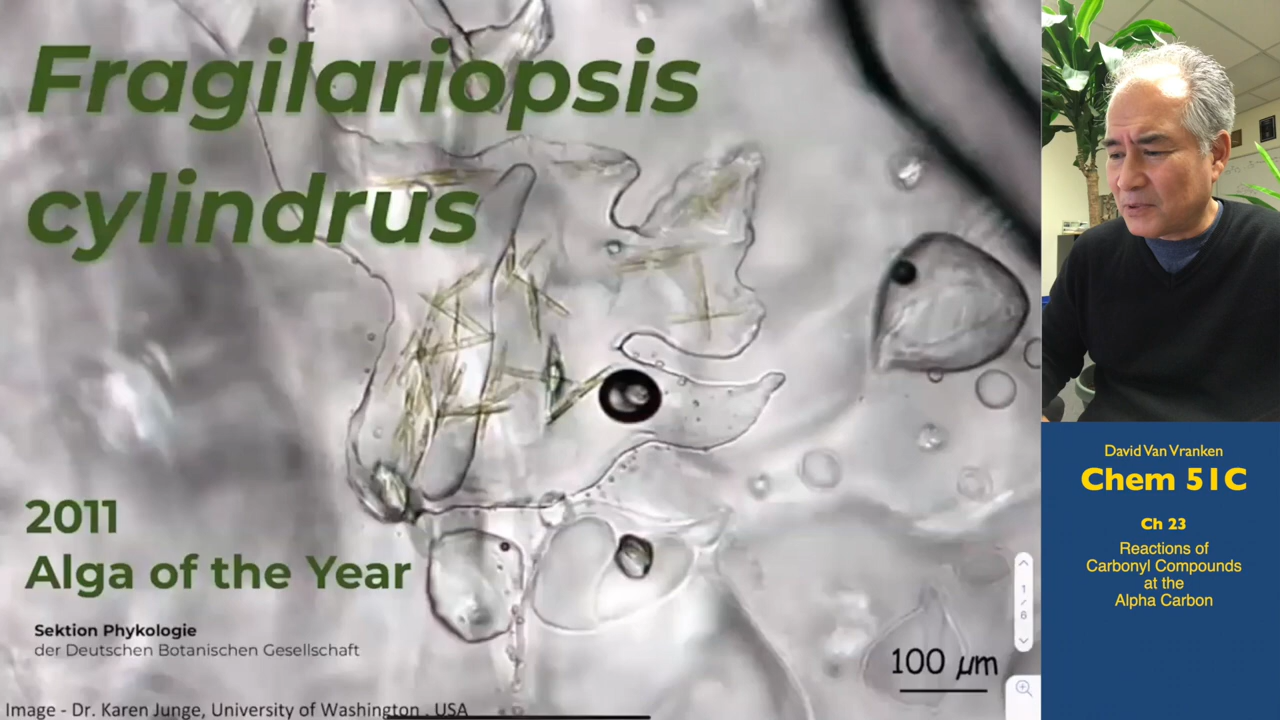 Fragilariopsis
cylindrus
2011
Alga of the Year
Sektion Phykologie
der Deutschen Botanischen Gesellschaft
Image - Dr. Karen Junge, University of Washington , USA
100 µm
1
/
6
David Van Vranken
Chem 51C
Ch 23
Reactions of
Carbonyl Compounds
at the
Alpha Carbon